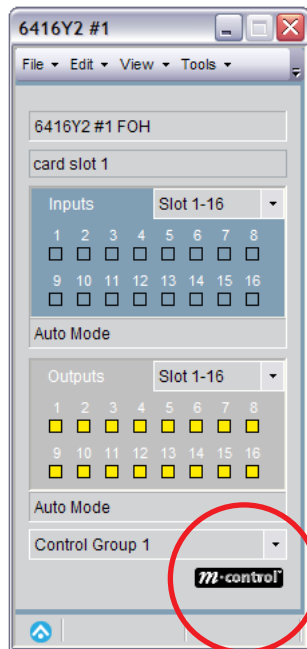 6416Y2 #1
File Edit View Tools
6416Y2 #1 FOH
card slot 1
Inputs Slot 1-16
1 2 3 4 5 6 7 8
9 10 11 12 13 14 15 16
Auto Mode
Outputs Slot 1-16
1 2 3 4 5 6 7 8
9 10 11 12 13 14 15 16
Auto Mode
Control Group 1
m·control™